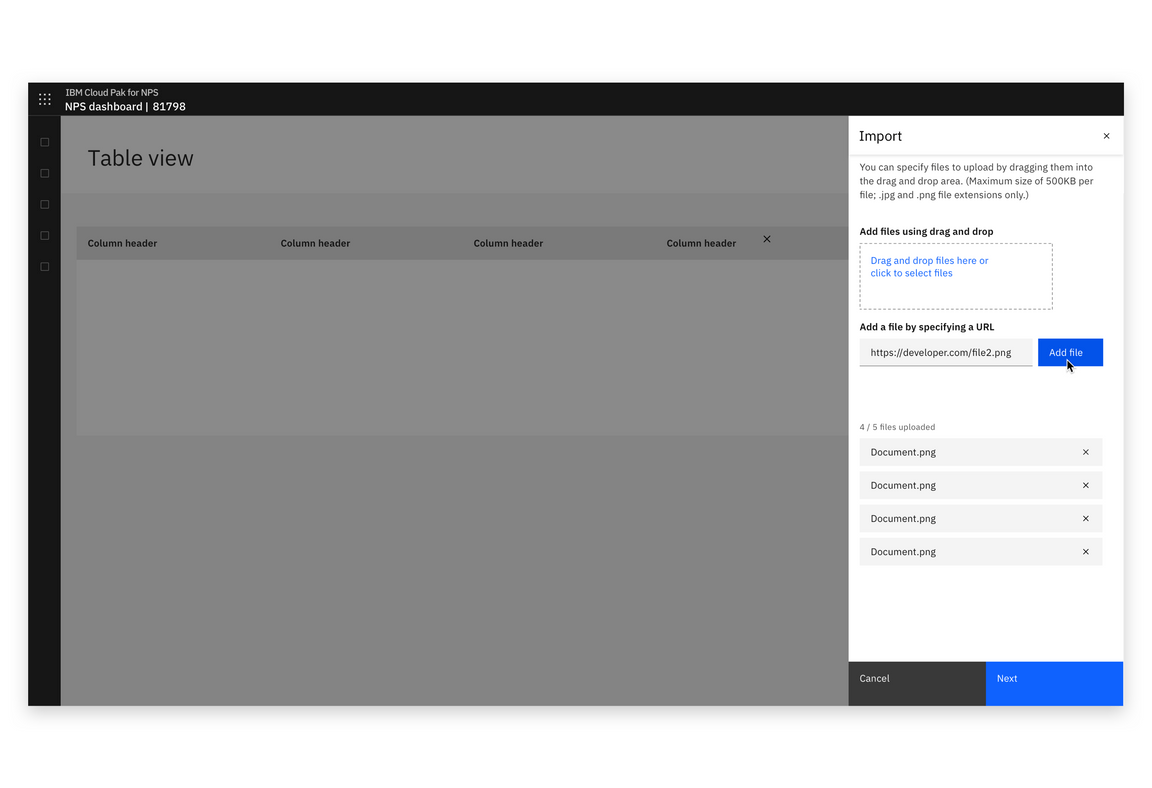 IBM Cloud Pak for NPS
NPS dashboard | 81798
Table view
Column header
Column header
Column header
Column header
Import
You can specify files to upload by dragging them into
the drag and drop area. (Maximum size of 500KB per
file; .jpg and .png file extensions only.)
Add files using drag and drop
Drag and drop files here or
click to select files
Add a file by specifying a URL
https://developer.com/file2.png
Add file
4 / 5 files uploaded
Document.png
Document.png
Document.png
Document.png
Cancel
Next